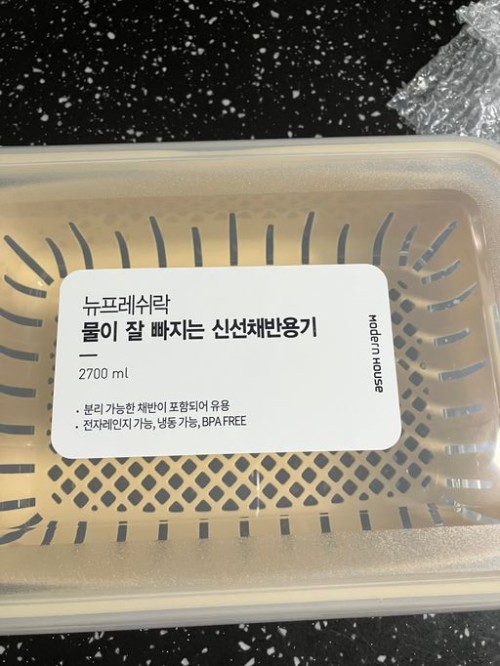 뉴프레쉬락
물이 잘 빠지는 신선채반용기
2700 ml
· 분리 가능한 채반이 포함되어 유용
· 전자레인지 가능, 냉동 가능, BPA FREE
MODERN HOUSE